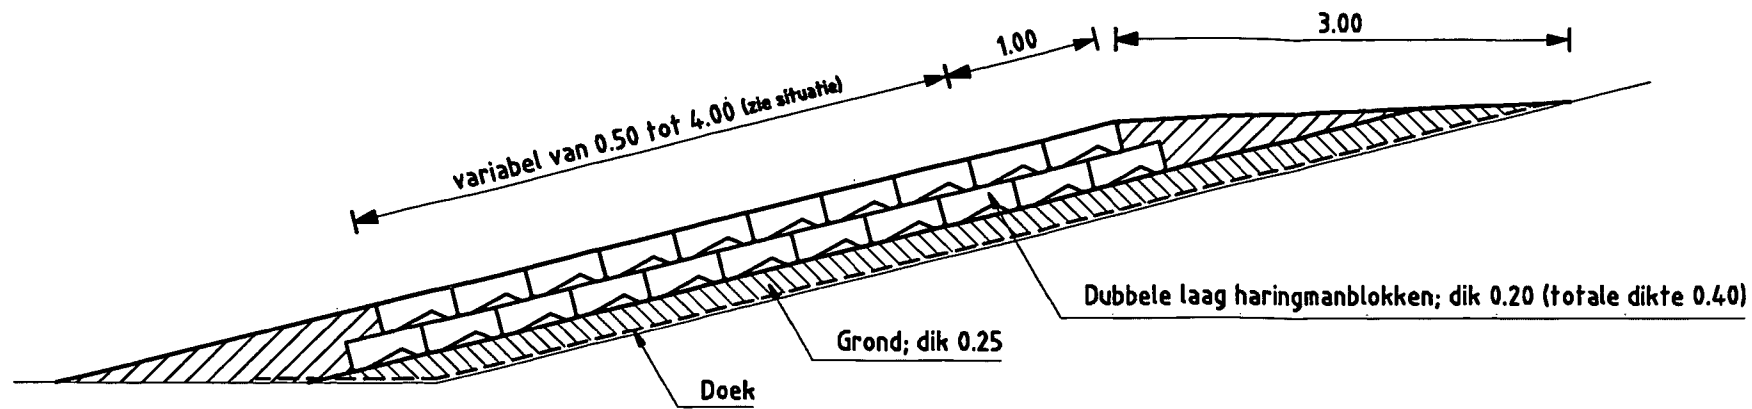 3.00
1.00
variabel van 0.50 tot 4.00 (zie situatie)
Dubbele laag haringmanblokken; dik 0.20 (totale dikte 0.40)
Grond; dik 0.25
Doek